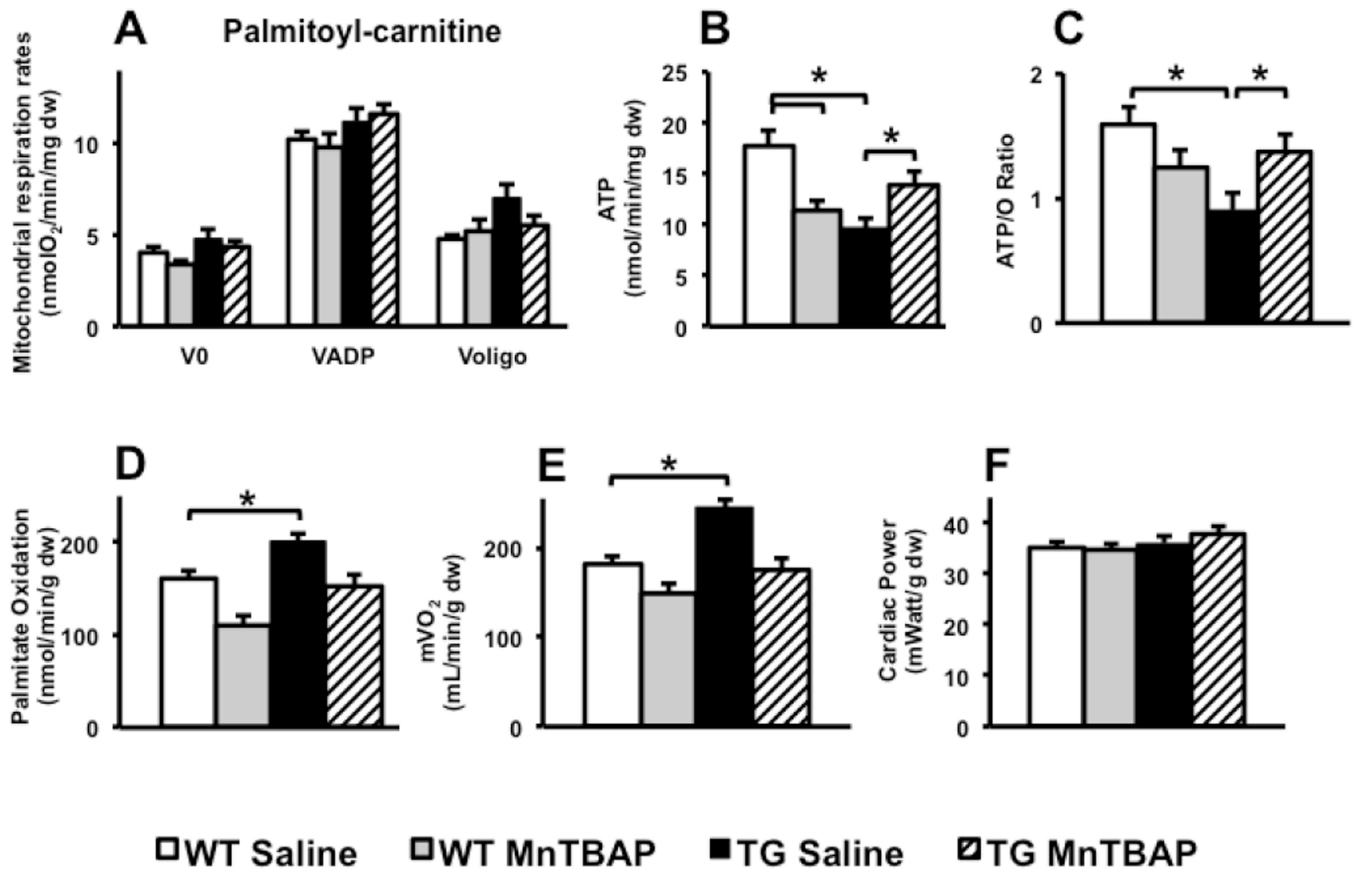 A
Palmitoyl-carnitine
Mitochondrial respiration rates
(nmolO₂/min/mg dw)
10
5
0
V0
VADP
Voligo
B
ATP
(nmol/min/mg dw)
25
20
15
10
5
0
*
*
C
ATP/O Ratio
2
1
0
*
*
D
Palmitate Oxidation
(nmol/min/g dw)
200
100
0
*
E
mVO₂
(mL/min/g dw)
200
100
0
*
F
Cardiac Power
(mWatt/g dw)
40
30
20
10
0
WT Saline
WT MnTBAP
TG Saline
TG MnTBAP